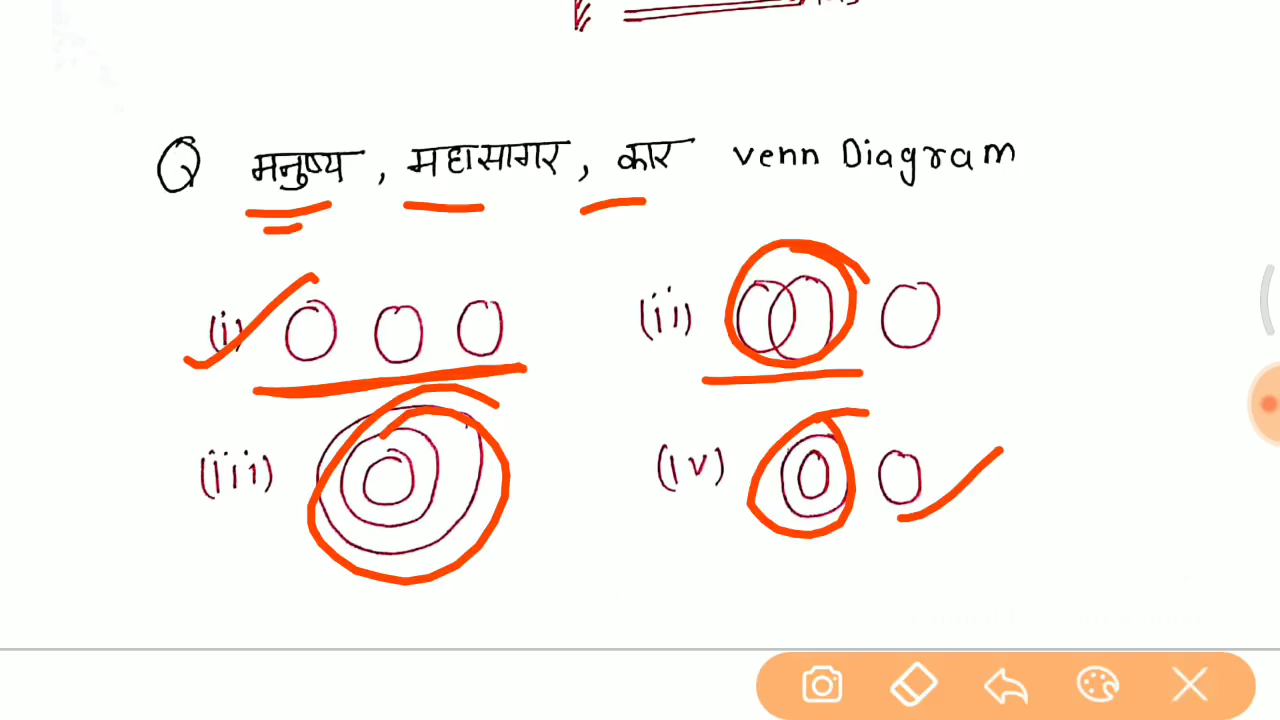 Q मनुष्य , महासागर , कार venn Diagram
(i) (ii)
(iii) (iv)